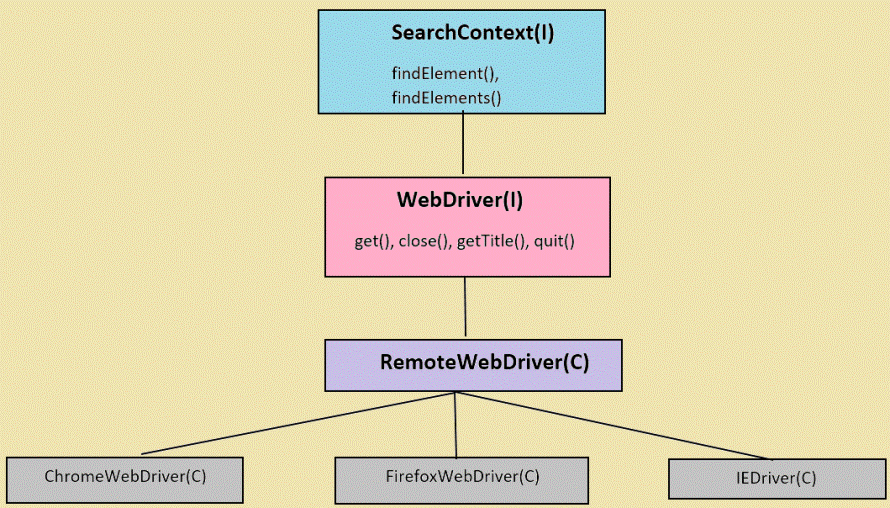 SearchContext(I)
findElement(),
findElements()
WebDriver(I)
get(), close(), getTitle(), quit()
RemoteWebDriver(C)
ChromeWebDriver(C)
FirefoxWebDriver(C)
IEDriver(C)